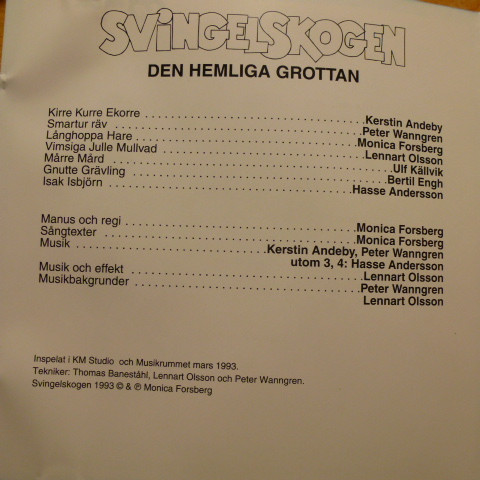 SVINGELSKOGEN
DEN HEMLIGA GROTTAN
Kirre Kurre Ekorre ........................................ Kerstin Andeby
Smartur räv ........................................ Peter Wanngren
Långhoppa Hare ........................................ Monica Forsberg
Vimsiga Julle Mullvad ........................................ Lennart Olsson
Mårre Mård ........................................ Ulf Källvik
Gnutte Grävling ........................................ Bertil Engh
Isak Isbjörn ........................................ Hasse Andersson
Manus och regi ........................................ Monica Forsberg
Sångtexter ........................................ Monica Forsberg
Musik ........................................ Kerstin Andeby, Peter Wanngren
utom 3, 4: Hasse Andersson
Musik och effekt ........................................ Lennart Olsson
Musikbakgrunder ........................................ Peter Wanngren
Lennart Olsson
Inspelat i KM Studio och Musikrummet mars 1993.
Tekniker: Thomas Baneståhl, Lennart Olsson och Peter Wanngren.
Svingelskogen 1993 © & ℗ Monica Forsberg